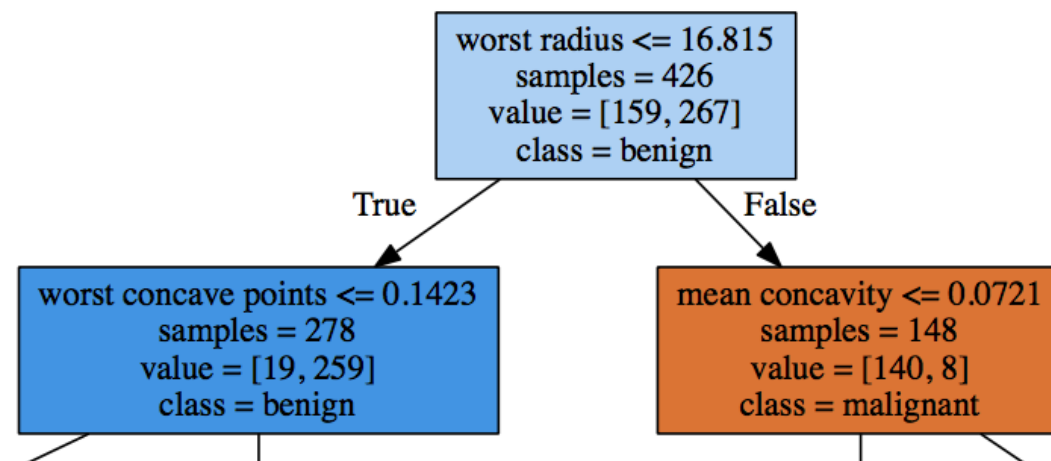 worst radius <= 16.815
samples = 426
value = [159, 267]
class = benign
True
False
worst concave points <= 0.1423
samples = 278
value = [19, 259]
class = benign
mean concavity <= 0.0721
samples = 148
value = [140, 8]
class = malignant